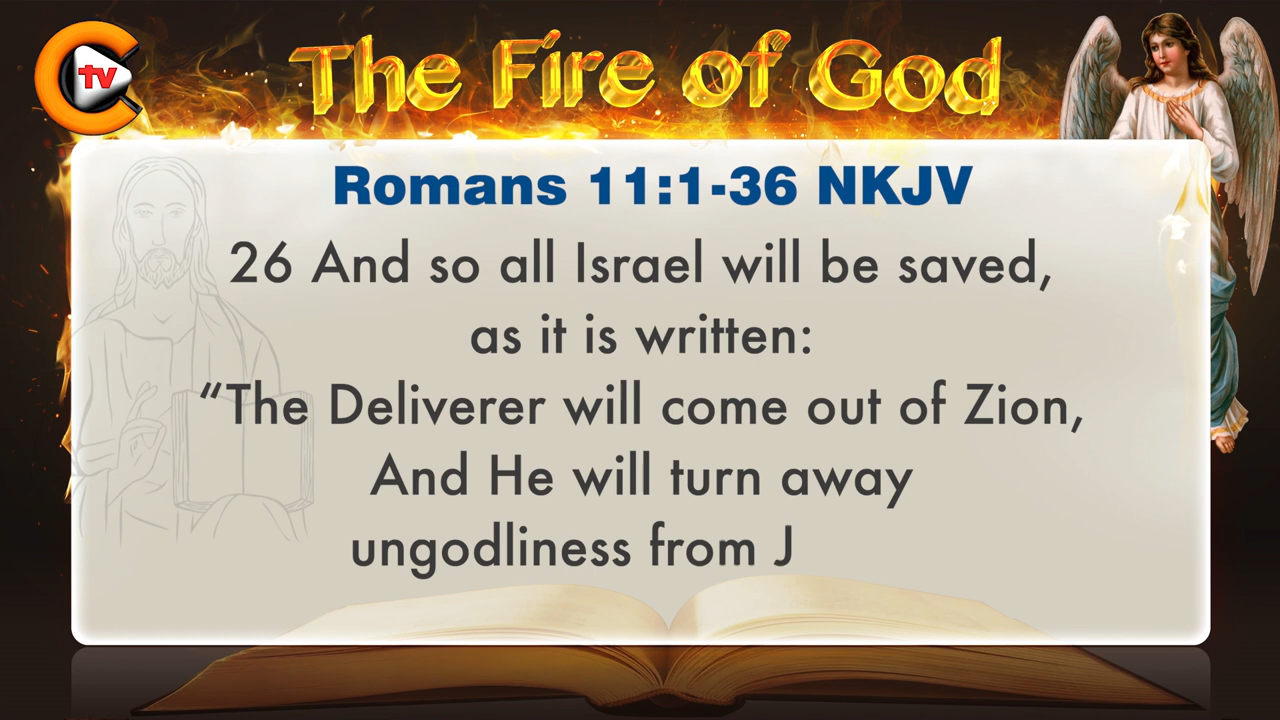 tv
The Fire of God
Romans 11:1-36 NKJV
26 And so all Israel will be saved,
as it is written:
“The Deliverer will come out of Zion,
And He will turn away
ungodliness from J